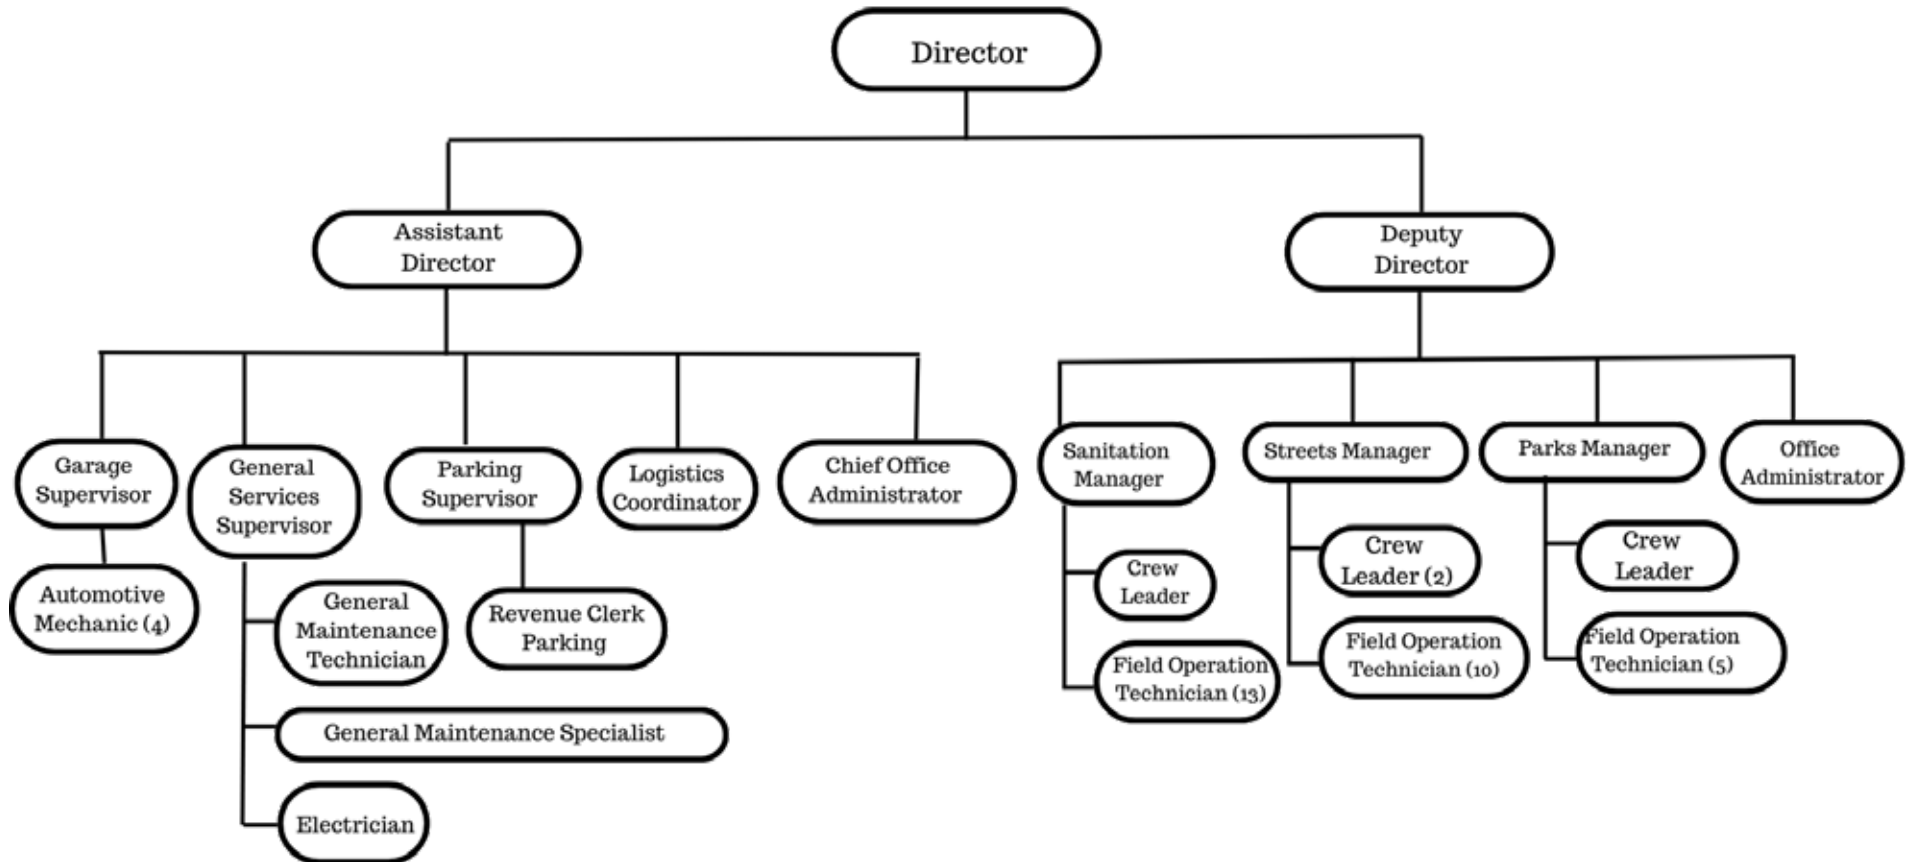 Director
Assistant
Director
Deputy
Director
Garage
Supervisor
General
Services
Supervisor
Parking
Supervisor
Logistics
Coordinator
Chief Office
Administrator
Sanitation
Manager
Streets Manager
Parks Manager
Office
Administrator
Automotive
Mechanic (4)
General
Maintenance
Technician
Revenue Clerk
Parking
General Maintenance Specialist
Electrician
Crew
Leader
Field Operation
Technician (13)
Crew
Leader (2)
Field Operation
Technician (10)
Crew
Leader
Field Operation
Technician (5)